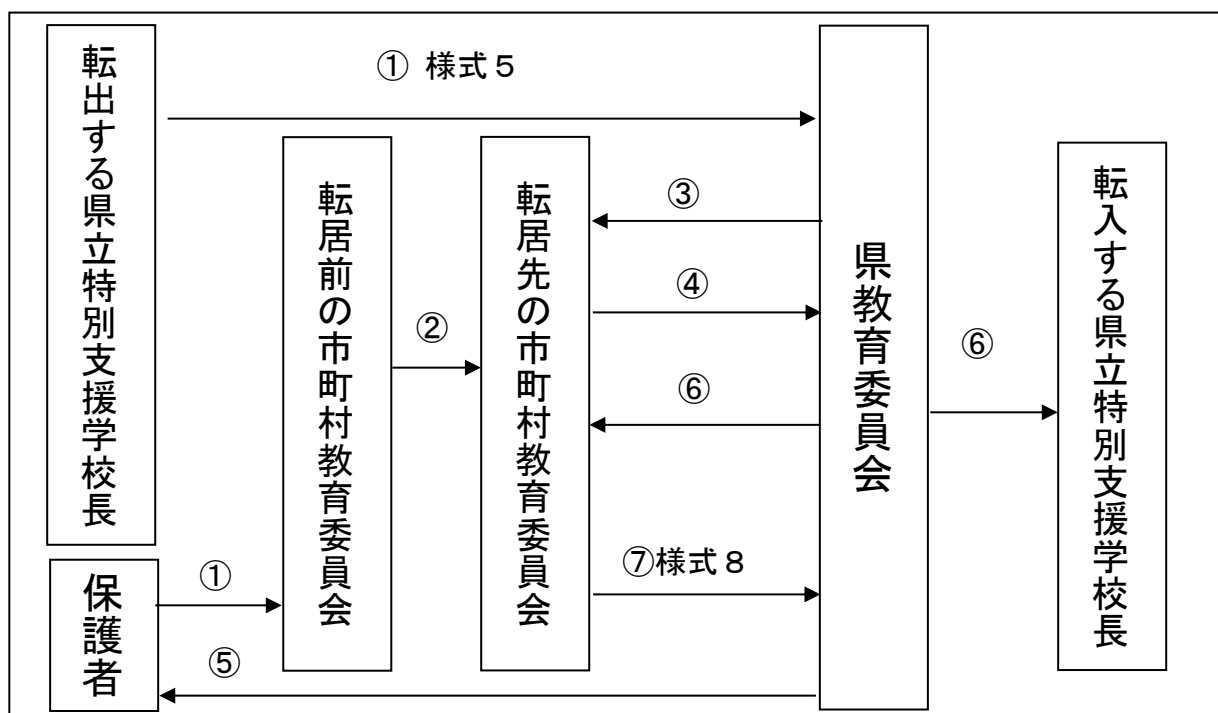 転出する県立特別支援学校長
① 様式５
転居前の市町村教育委員会
転居先の市町村教育委員会
県教育委員会
転入する県立特別支援学校長
③
④
②
⑥
⑥
⑦様式８
保護者
①
⑤